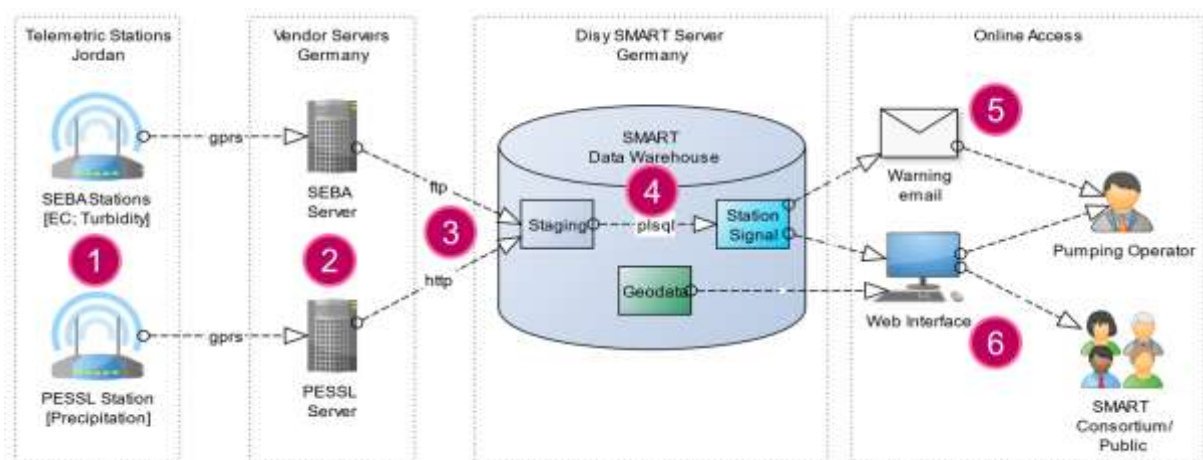 Telemetric Stations
Jordan
Vendor Servers
Germany
Disy SMART Server
Germany
Online Access
gprs
SEBA Stations
[EC; Turbidity]
SEBA
Server
1
2
gprs
PESSL Station
[Precipitation]
PESSL
Server
ftp
3
http
SMART
Data Warehouse
4
Staging
plsql
Station
Signal
Geodata
5
Warning
email
Pumping Operator
Web Interface
6
SMART
Consortium/
Public